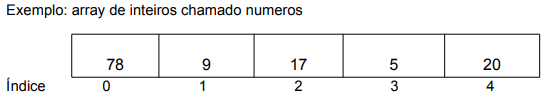 Exemplo: array de inteiros chamado numeros
78 9 17 5 20
Índice 0 1 2 3 4